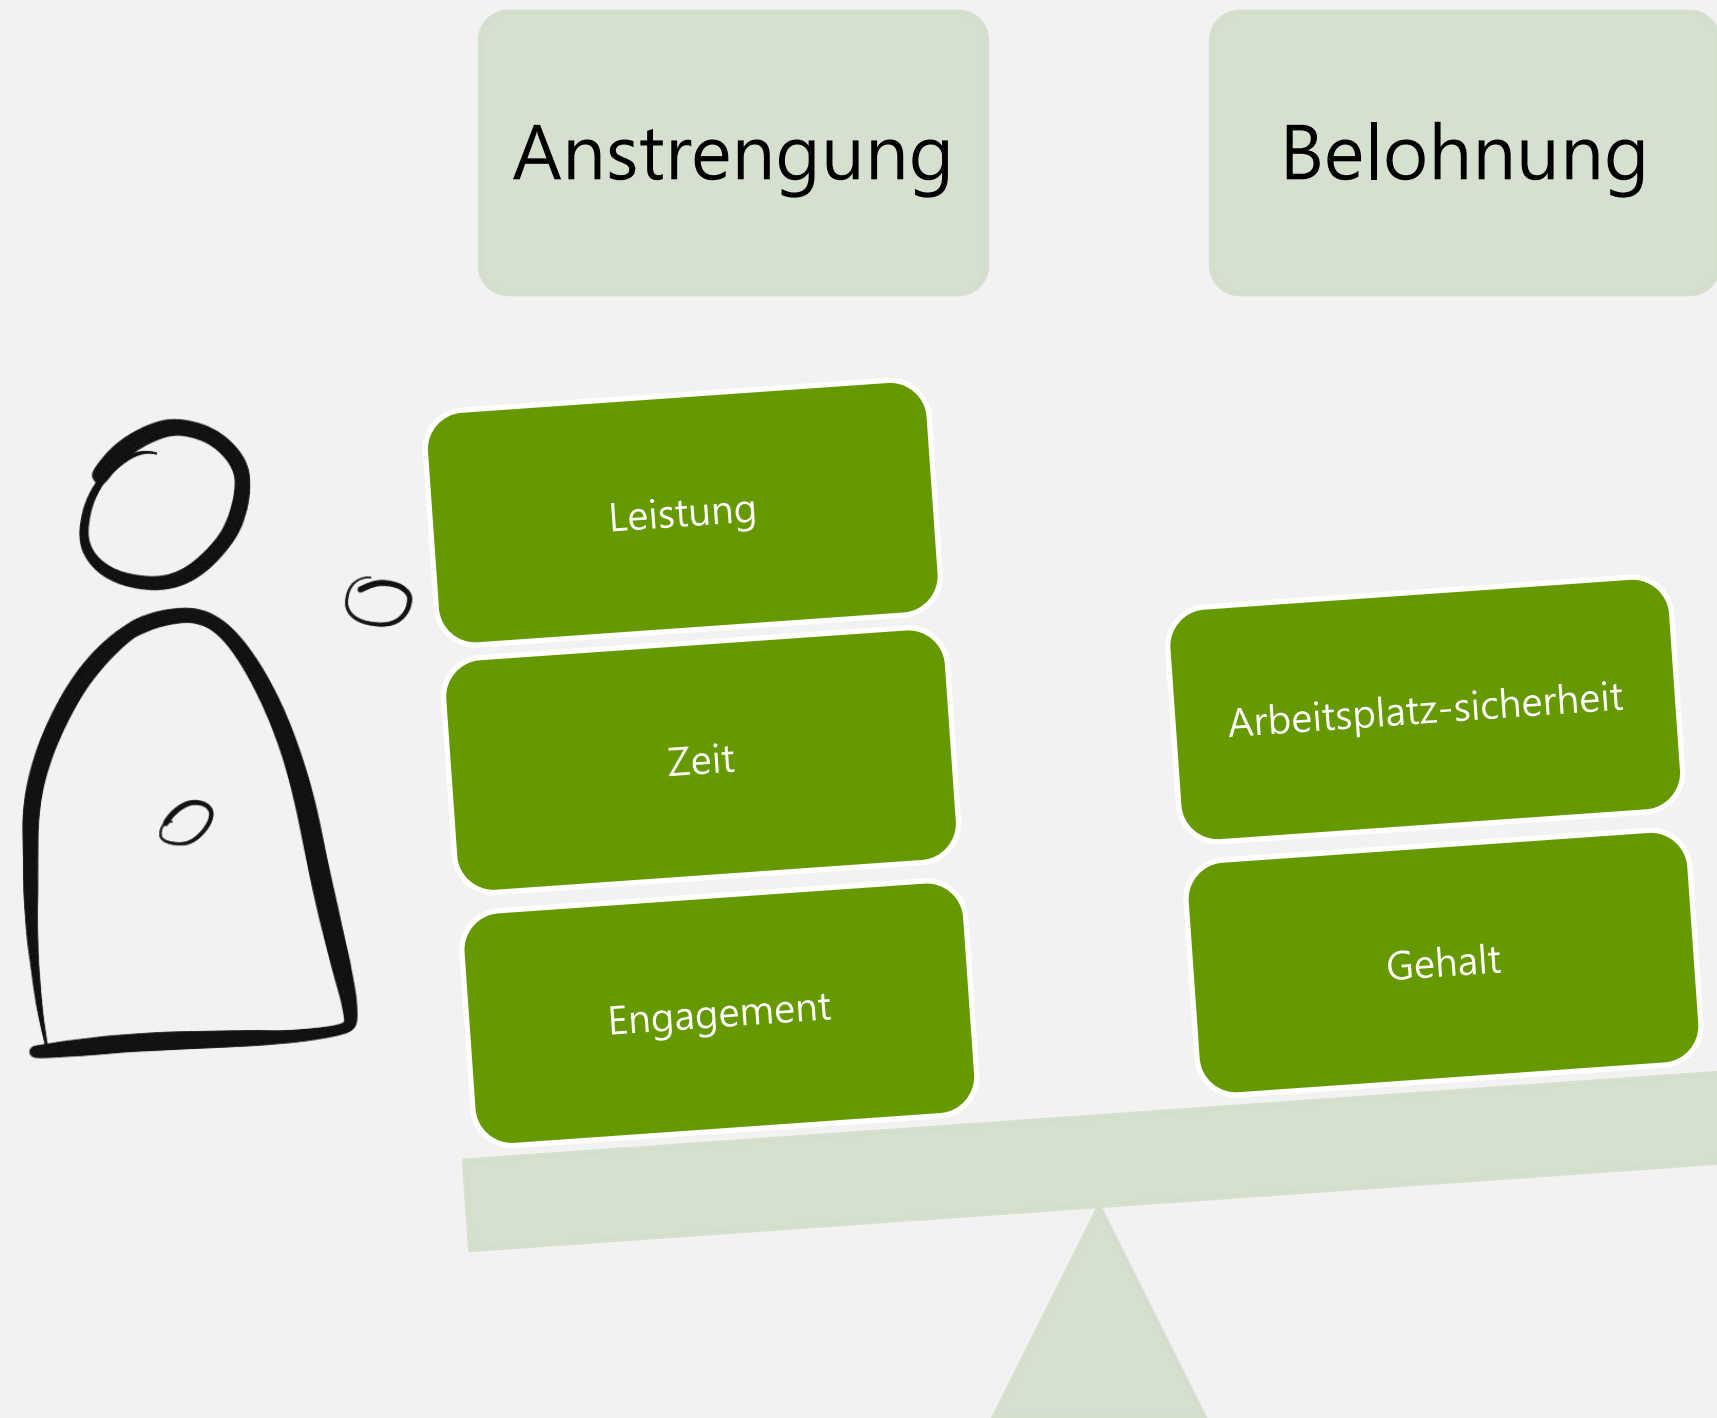 Anstrengung
Belohnung
Leistung
Zeit
Engagement
Arbeitsplatz-sicherheit
Gehalt